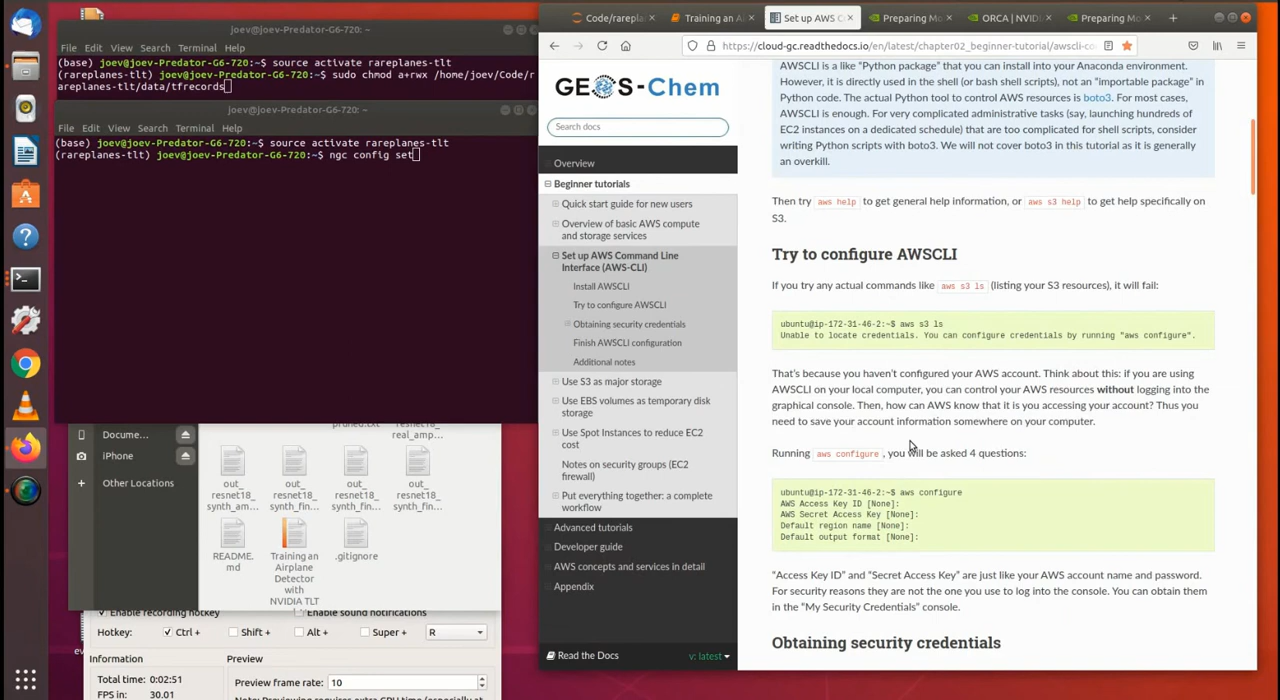 joev@joev-Predator-G6-720: ~
File Edit View Search Terminal Help
(base) joev@joev-Predator-G6-720:~$ source activate rareplanes-tlt
(rareplanes-tlt) joev@joev-Predator-G6-720:~$ sudo chmod a+rwx /home/joev/Code/r
areplanes-tlt/data/tfrecords
joev@joev-Predator-G6-720: ~
File Edit View Search Terminal Help
(base) joev@joev-Predator-G6-720:~$ source activate rareplanes-tlt
(rareplanes-tlt) joev@joev-Predator-G6-720:~$ ngc config set
Docume...
iPhone
Other Locations
pruned.txt
real_amp...
out_
resnet18_
synth_am...
out_
resnet18_
synth_fin...
out_
resnet18_
synth_fin...
out_
resnet18_
synth_fin...
README.
md
Training an
Airplane
Detector
with
NVIDIA TLT
.gitignore
Enable recording hotkey
Enable sound notifications
Hotkey:
Ctrl +
Shift +
Alt +
Super +
R
Information
Preview
Total time: 0:02:51
FPS in: 30.01
Preview frame rate:
10
Code/rarepla
Training an A
Set up AWS C
Preparing Mo
ORCA | NVIDI
Preparing Mo
https://cloud-gc.readthedocs.io/en/latest/chapter02_beginner-tutorial/awscli-co
GEOS-Chem
Search docs
Overview
Beginner tutorials
Quick start guide for new users
Overview of basic AWS compute
and storage services
Set up AWS Command Line
Interface (AWS-CLI)
Install AWSCLI
Try to configure AWSCLI
Obtaining security credentials
Finish AWSCLI configuration
Additional notes
Use S3 as major storage
Use EBS volumes as temporary disk
storage
Use Spot Instances to reduce EC2
cost
Notes on security groups (EC2
firewall)
Put everything together: a complete
workflow
Advanced tutorials
Developer guide
AWS concepts and services in detail
Appendix
Read the Docs
v: latest
AWSCLI is a like "Python package" that you can install into your Anaconda environment.
However, it is directly used in the shell (or bash shell scripts), not an "importable package" in
Python code. The actual Python tool to control AWS resources is boto3. For most cases,
AWSCLI is enough. For very complicated administrative tasks (say, launching hundreds of
EC2 instances on a dedicated schedule) that are too complicated for shell scripts, consider
writing Python scripts with boto3. We will not cover boto3 in this tutorial as it is generally
an overkill.
Then try aws help to get general help information, or aws s3 help to get help specifically on
S3.
Try to configure AWSCLI
If you try any actual commands like aws s3 ls (listing your S3 resources), it will fail:
ubuntu@ip-172-31-46-2:~$ aws s3 ls
Unable to locate credentials. You can configure credentials by running "aws configure".
That's because you haven't configured your AWS account. Think about this: if you are using
AWSCLI on your local computer, you can control your AWS resources without logging into the
graphical console. Then, how can AWS know that it is you accessing your account? Thus you
need to save your account information somewhere on your computer.
Running aws configure , you will be asked 4 questions:
ubuntu@ip-172-31-46-2:~$ aws configure
AWS Access Key ID [None]:
AWS Secret Access Key [None]:
Default region name [None]:
Default output format [None]:
"Access Key ID" and "Secret Access Key" are just like your AWS account name and password.
For security reasons they are not the one you use to log into the console. You can obtain them
in the "My Security Credentials" console.
Obtaining security credentials